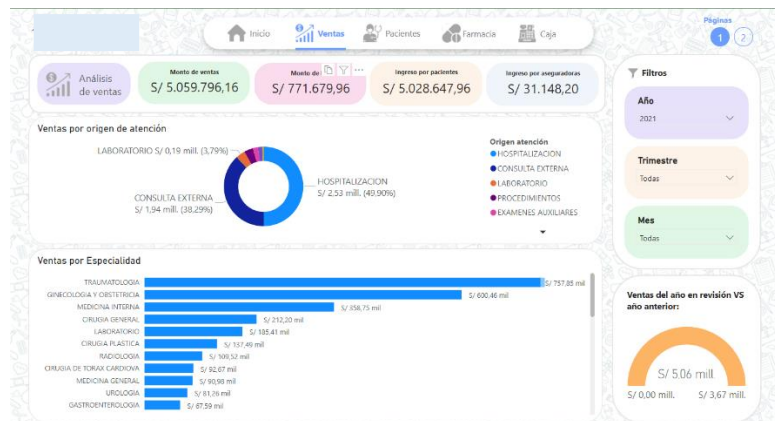 Inicio
Ventas
Pacientes
Farmacia
Caja
Páginas
1 2
Análisis
de ventas
Monto de ventas
S/ 5.059.796,16
Monto de
S/ 771.679,96
Ingreso por pacientes
S/ 5.028.647,96
Ingreso por aseguradoras
S/ 31.148,20
Ventas por origen de atención
LABORATORIO S/ 0,19 mill. (3,79%)
CONSULTA EXTERNA
S/ 1,94 mill. (38.29%)
HOSPITALIZACION
S/ 2,53 mill. (49,90%)
Origen atención
HOSPITALIZACION
CONSULTA EXTERNA
LABORATORIO
PROCEDIMIENTOS
EXAMENES AUXILIARES
Ventas por Especialidad
TRAUMATOLOGIA S/ 757,85 mil
GINECOLOGIA Y OBSTETRICIA S/ 600,46 mil
MEDICINA INTERNA S/ 358,75 mil
CIRUGIA GENERAL S/ 212,20 mil
LABORATORIO S/ 185,41 mil
CIRUGIA PLASTICA S/ 137,49 mil
RADIOLOGIA S/ 109,52 mil
CIRUGIA DE TORAX CARDIOVA S/ 92,67 mil
MEDICINA GENERAL S/ 90,98 mil
UROLOGIA S/ 81,26 mil
GASTROENTEROLOGIA S/ 67,59 mil
Filtros
Año
2021
Trimestre
Todas
Mes
Todas
Ventas del año en revisión VS
año anterior:
S/ 5.06 mill.
S/ 0,00 mill. S/ 3,67 mill.